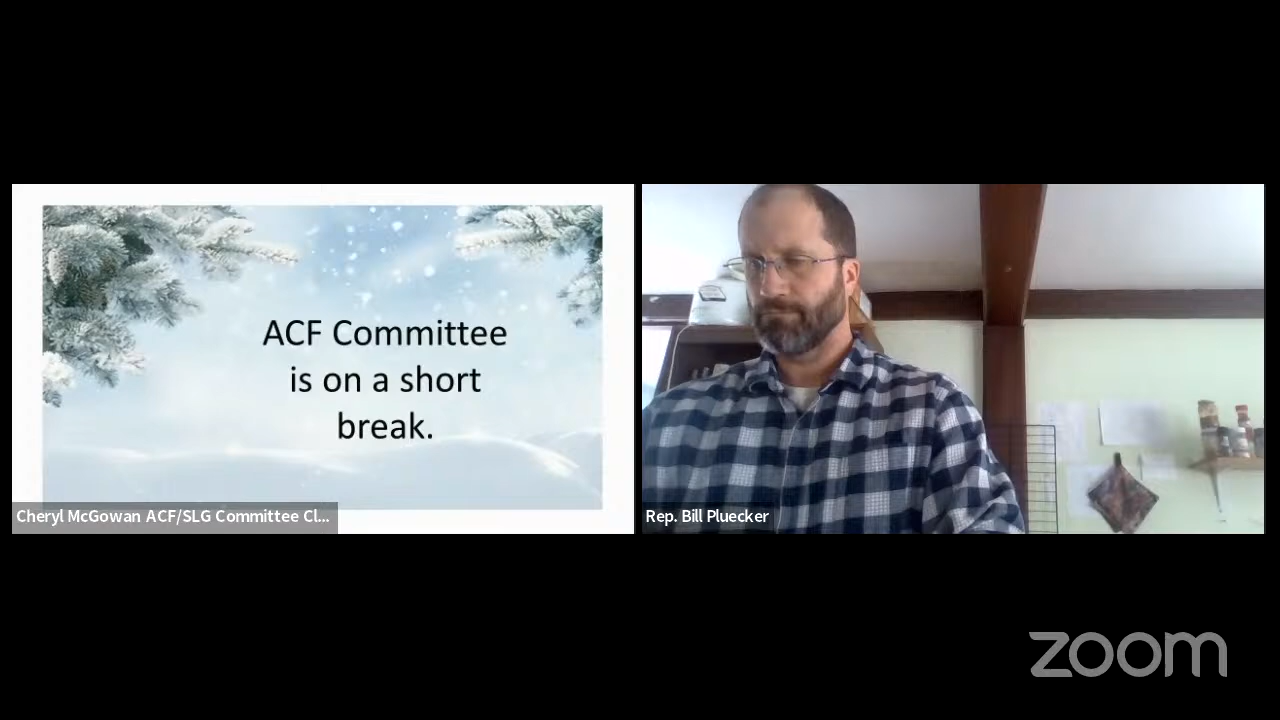 ACF Committee
is on a short
break.
Cheryl McGowan ACF/SLG Committee Cl...
Rep. Bill Pluecker
zoom